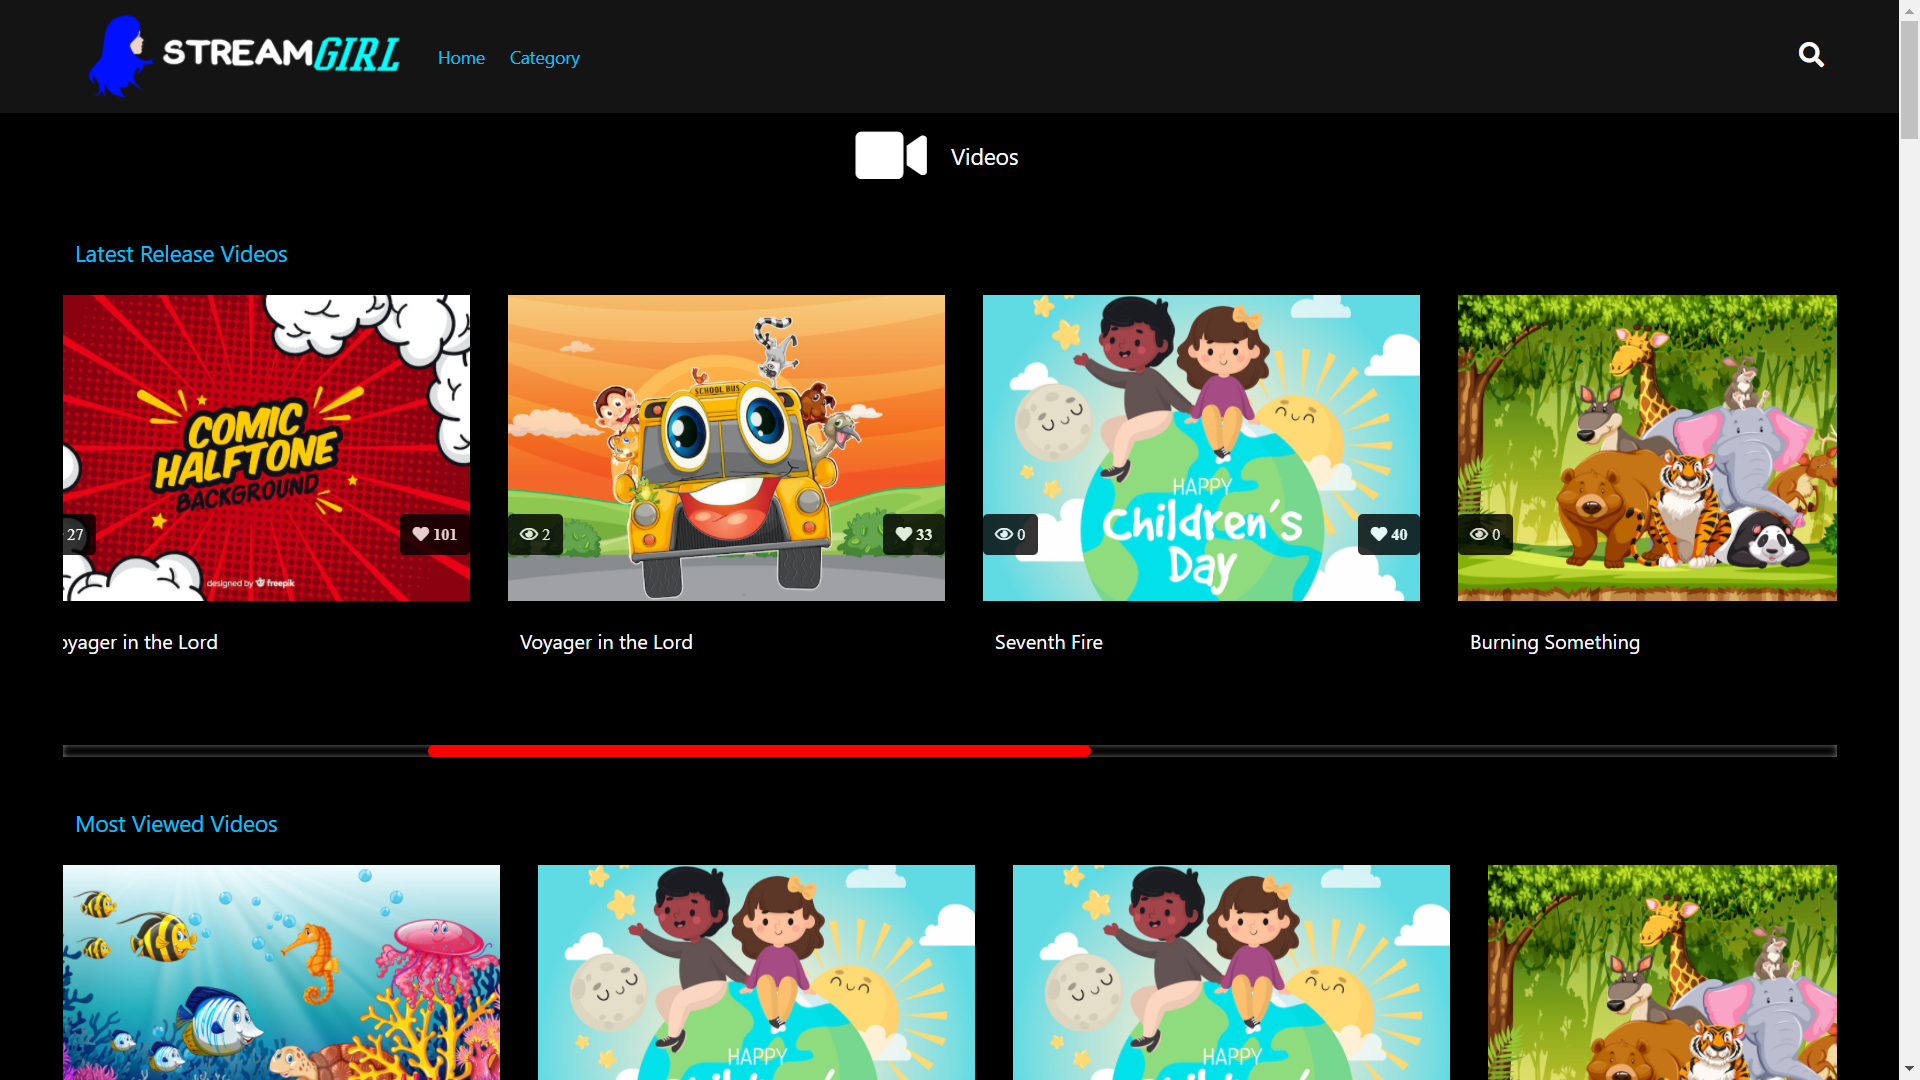 STREAMGIRL
Home
Category
Videos
Latest Release Videos
COMIC
HALFTONE
BACKGROUND
27
101
designed by freepik
oyager in the Lord
SCHOOL BUS
2
33
Voyager in the Lord
HAPPY
Children's
Day
0
40
Seventh Fire
0
Burning Something
Most Viewed Videos
HAPPY
HAPPY